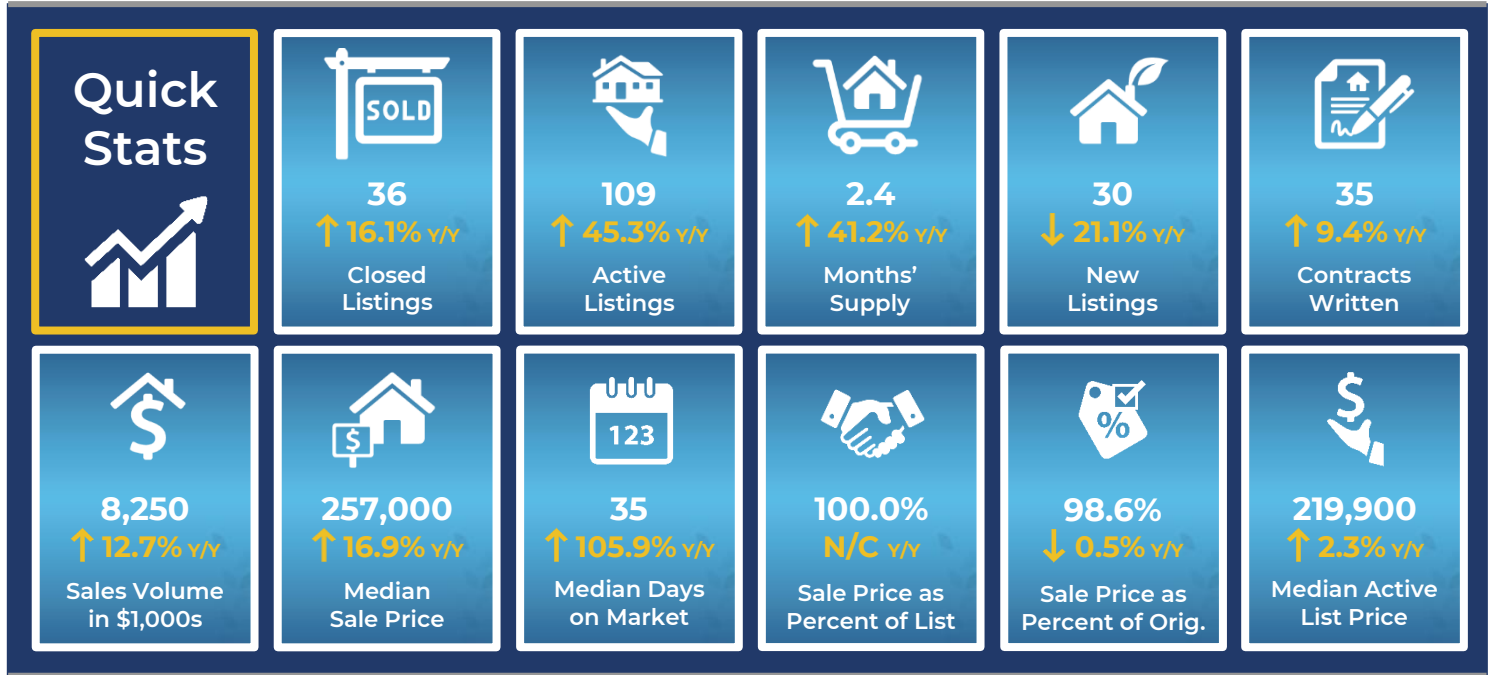 Quick
Stats
SOLD
36
↑ 16.1% Y/Y
Closed
Listings
109
↑ 45.3% Y/Y
Active
Listings
2.4
↑ 41.2% Y/Y
Months’
Supply
30
↓ 21.1% Y/Y
New
Listings
35
↑ 9.4% Y/Y
Contracts
Written
$
8,250
↑ 12.7% Y/Y
Sales Volume
in $1,000s
$
257,000
↑ 16.9% Y/Y
Median
Sale Price
123
35
↑ 105.9% Y/Y
Median Days
on Market
100.0%
N/C Y/Y
Sale Price as
Percent of List
%
98.6%
↓ 0.5% Y/Y
Sale Price as
Percent of Orig.
$
219,900
↑ 2.3% Y/Y
Median Active
List Price